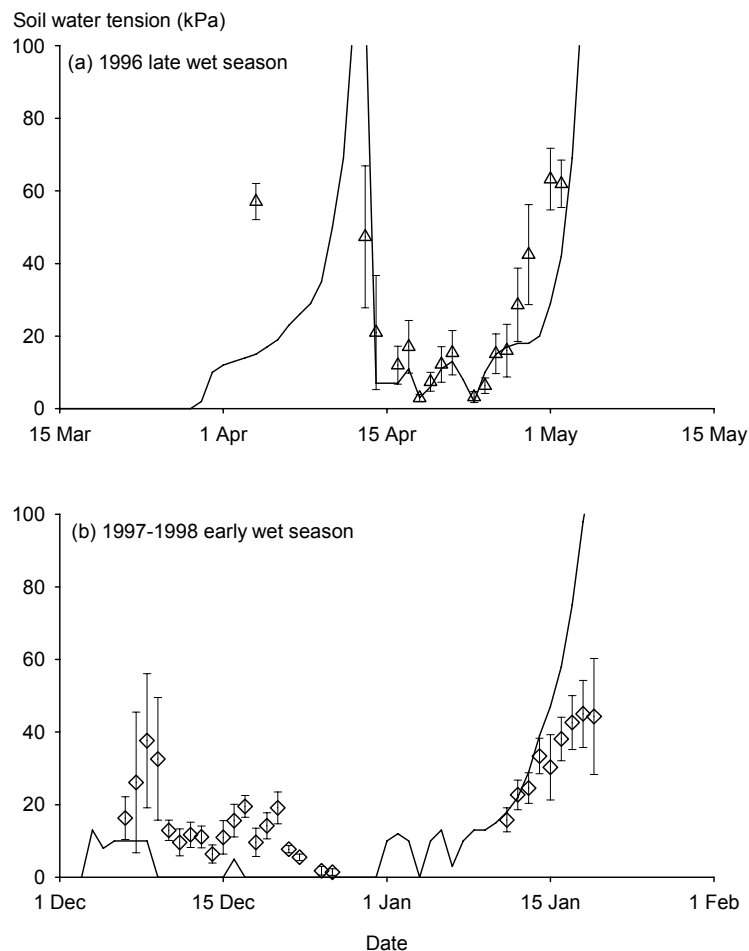 Soil water tension (kPa)
100
(a) 1996 late wet season
80
60
40
20
0
15 Mar 1 Apr 15 Apr 1 May 15 May
100
(b) 1997-1998 early wet season
80
60
40
20
0
1 Dec 15 Dec 1 Jan 15 Jan 1 Feb
Date